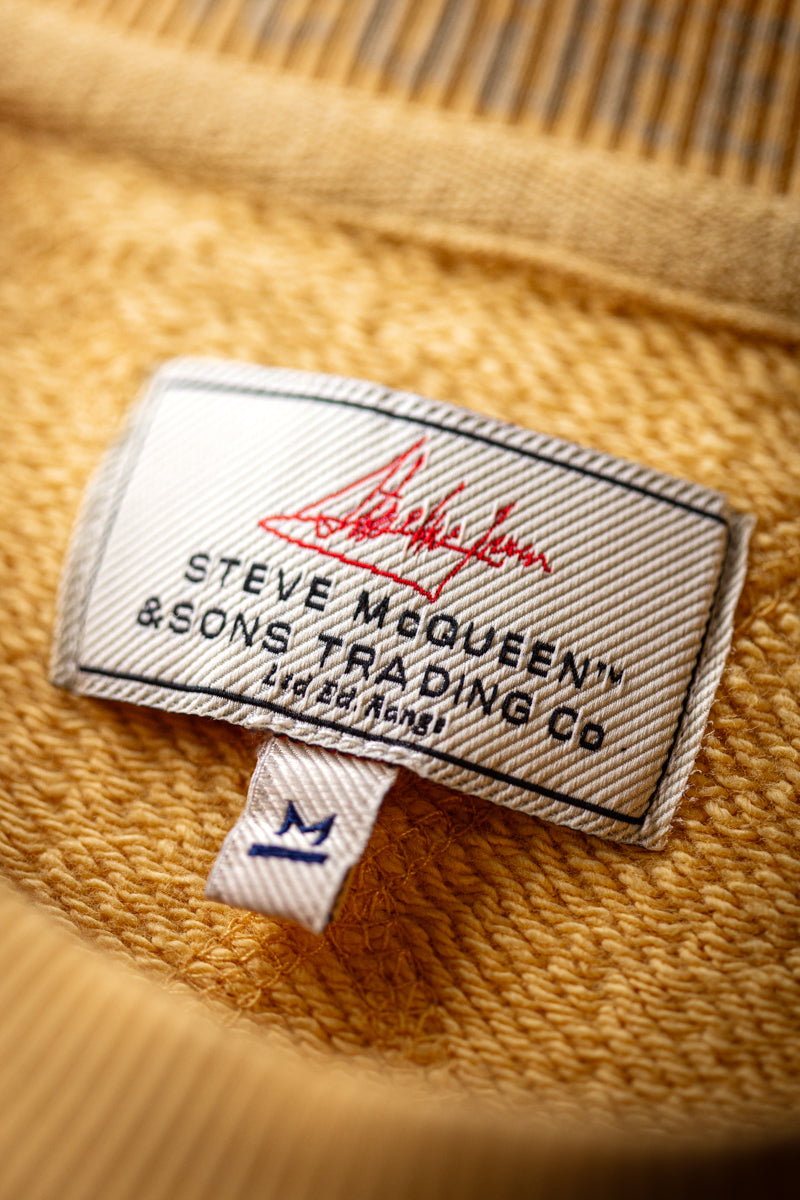 STEVE McQUEEN™
&SONS TRADING Co.
Ltd Ed. Range
M